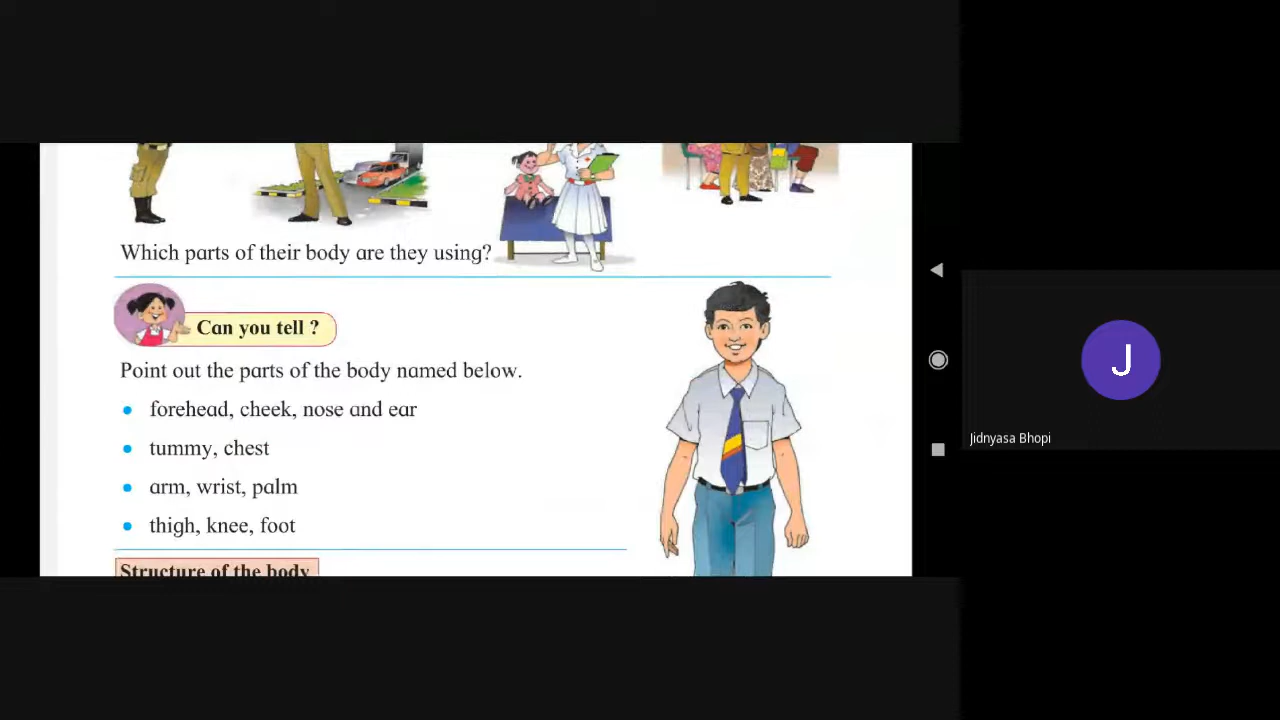 Which parts of their body are they using?
Can you tell ?
Point out the parts of the body named below.
forehead, cheek, nose and ear
tummy, chest
arm, wrist, palm
thigh, knee, foot
Structure of the body
J
Jidnyasa Bhopi